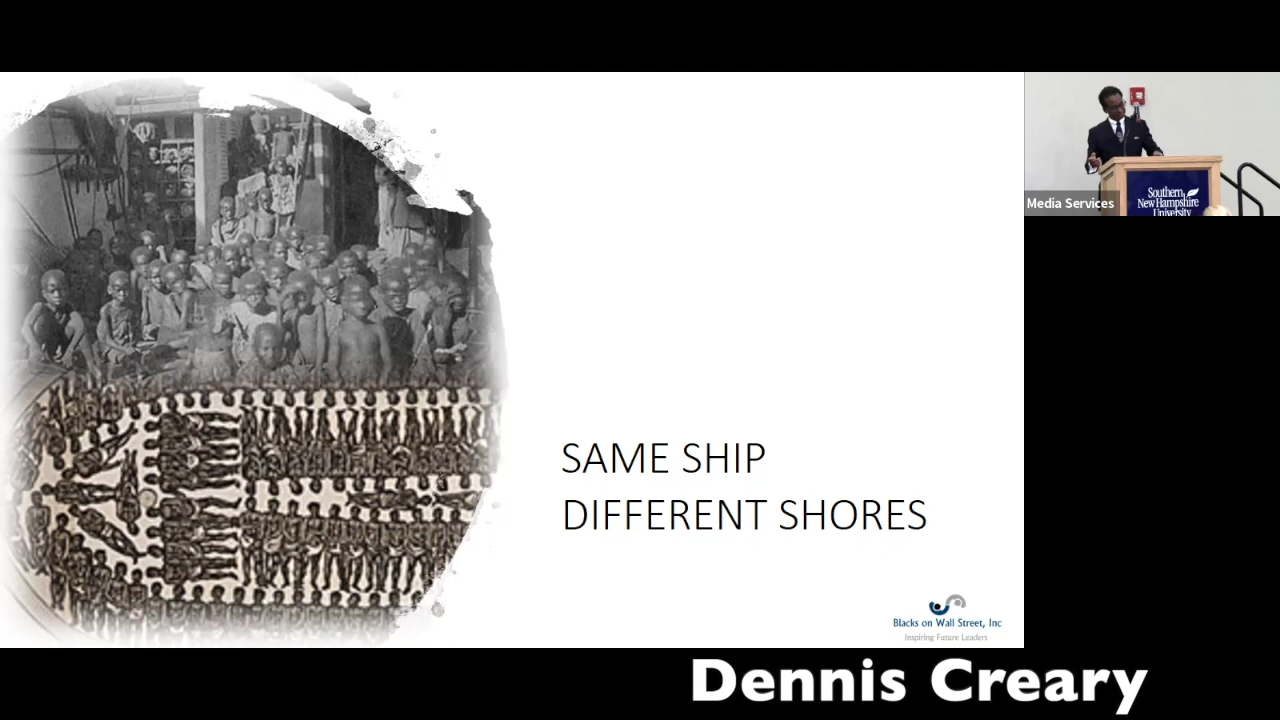 SAME SHIP
DIFFERENT SHORES
Blacks on Wall Street, Inc
Inspiring Future Leaders
Media Services
Southern
New Hampshire
University
Dennis Creary